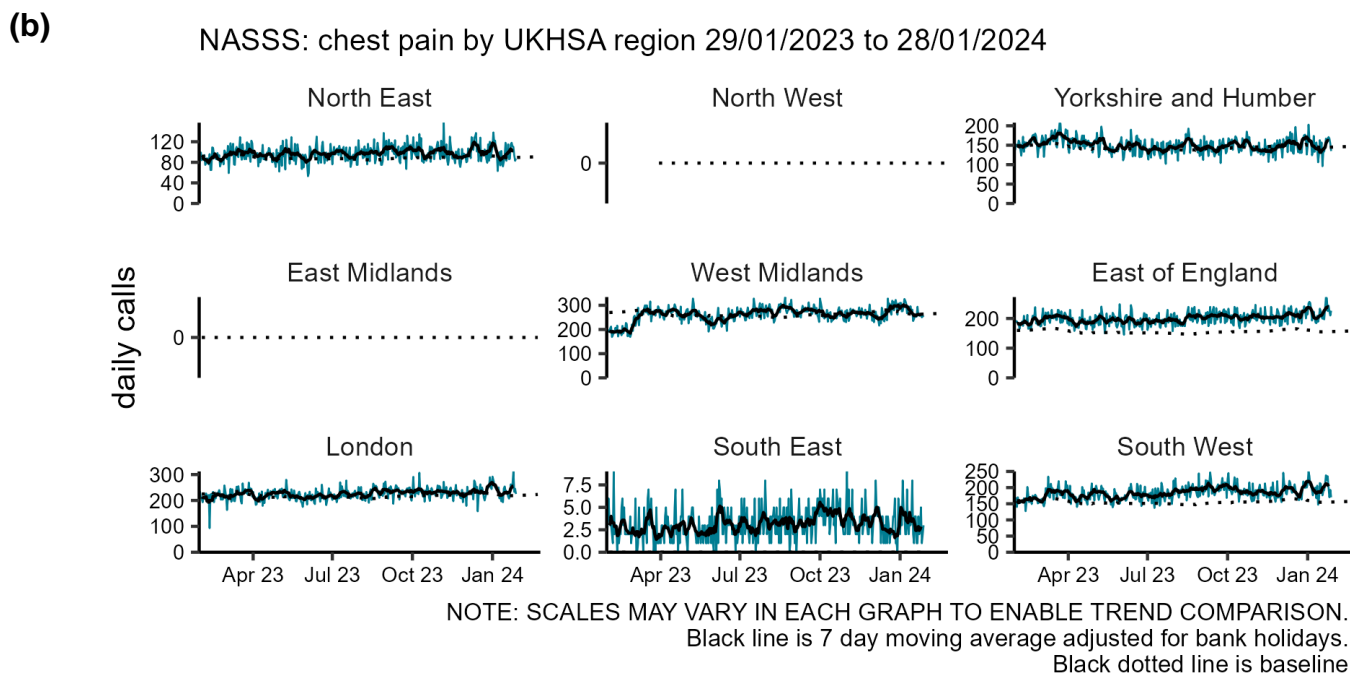 (b)
NASSS: chest pain by UKHSA region 29/01/2023 to 28/01/2024
daily calls
North East
120
80
40
0
North West
0
Yorkshire and Humber
200
150
100
50
0
East Midlands
0
West Midlands
300
200
100
0
East of England
200
100
0
London
300
200
100
0
Apr 23 Jul 23 Oct 23 Jan 24
South East
7.5
5.0
2.5
0.0
Apr 23 Jul 23 Oct 23 Jan 24
South West
250
200
150
100
50
0
Apr 23 Jul 23 Oct 23 Jan 24
NOTE: SCALES MAY VARY IN EACH GRAPH TO ENABLE TREND COMPARISON.
Black line is 7 day moving average adjusted for bank holidays.
Black dotted line is baseline